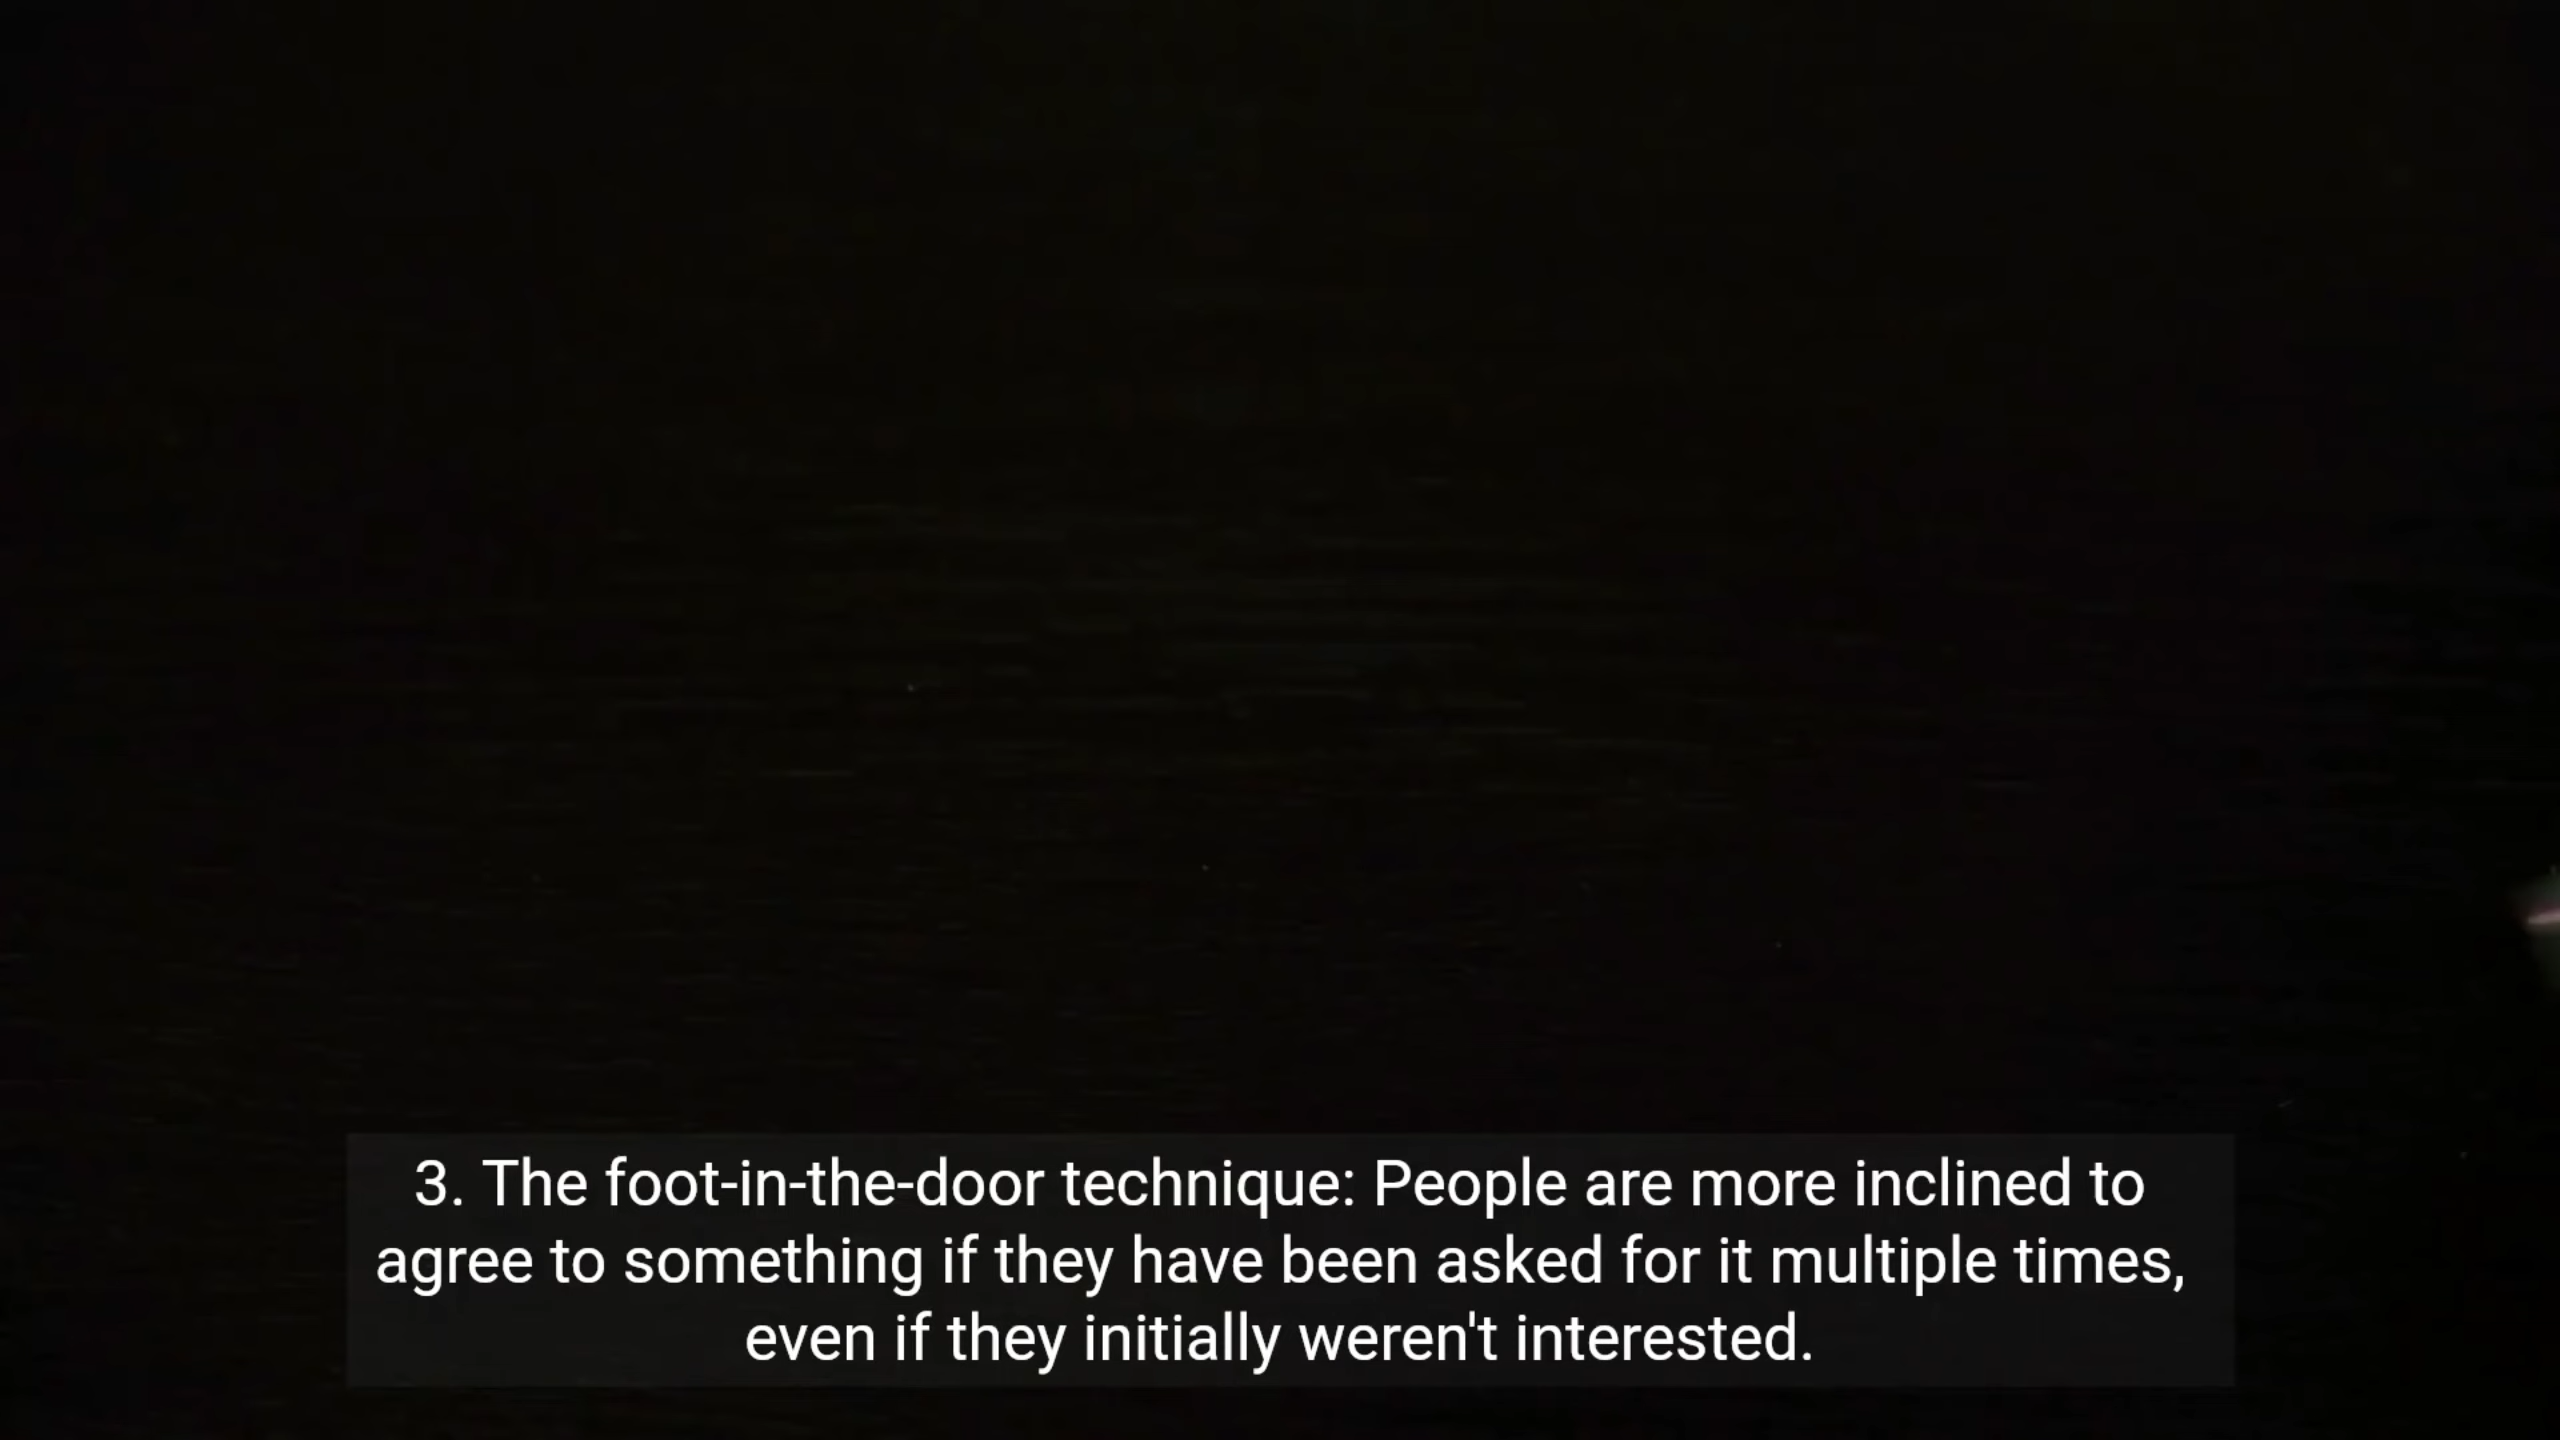 3. The foot-in-the-door technique: People are more inclined to
agree to something if they have been asked for it multiple times,
even if they initially weren't interested.